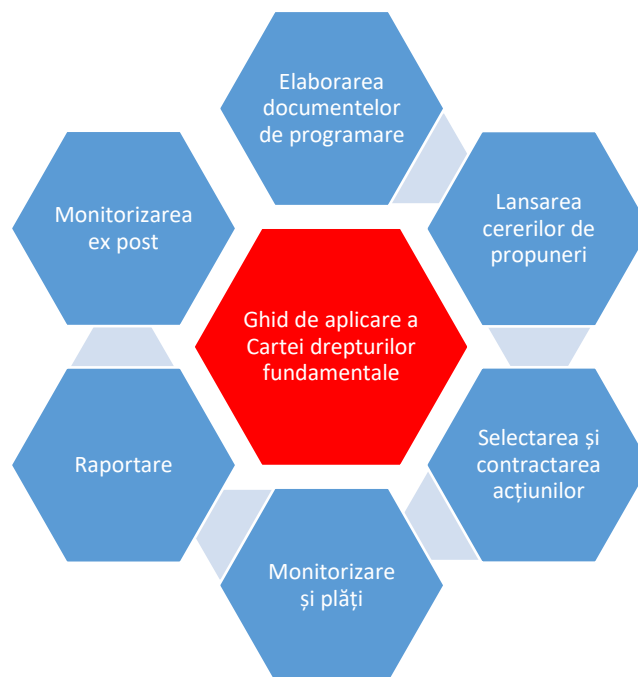 Elaborarea
documentelor
de programare
Lansarea
cererilor de
propuneri
Selectarea și
contractarea
acțiunilor
Monitorizare
și plăți
Raportare
Monitorizarea
ex post
Ghid de aplicare a
Cartei drepturilor
fundamentale